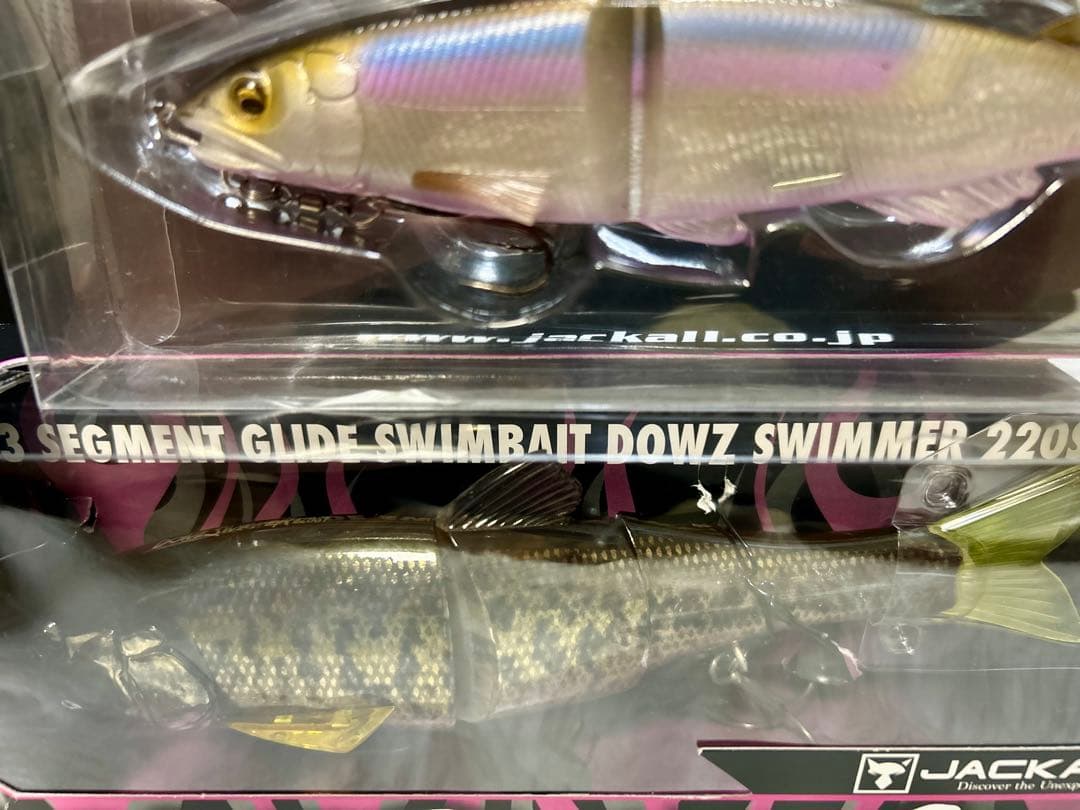 www.jackall.co.jp
3 SEGMENT GLIDE SWIMBAIT DOWZ SWIMMER 220S
JACKA
Discover the Unexp